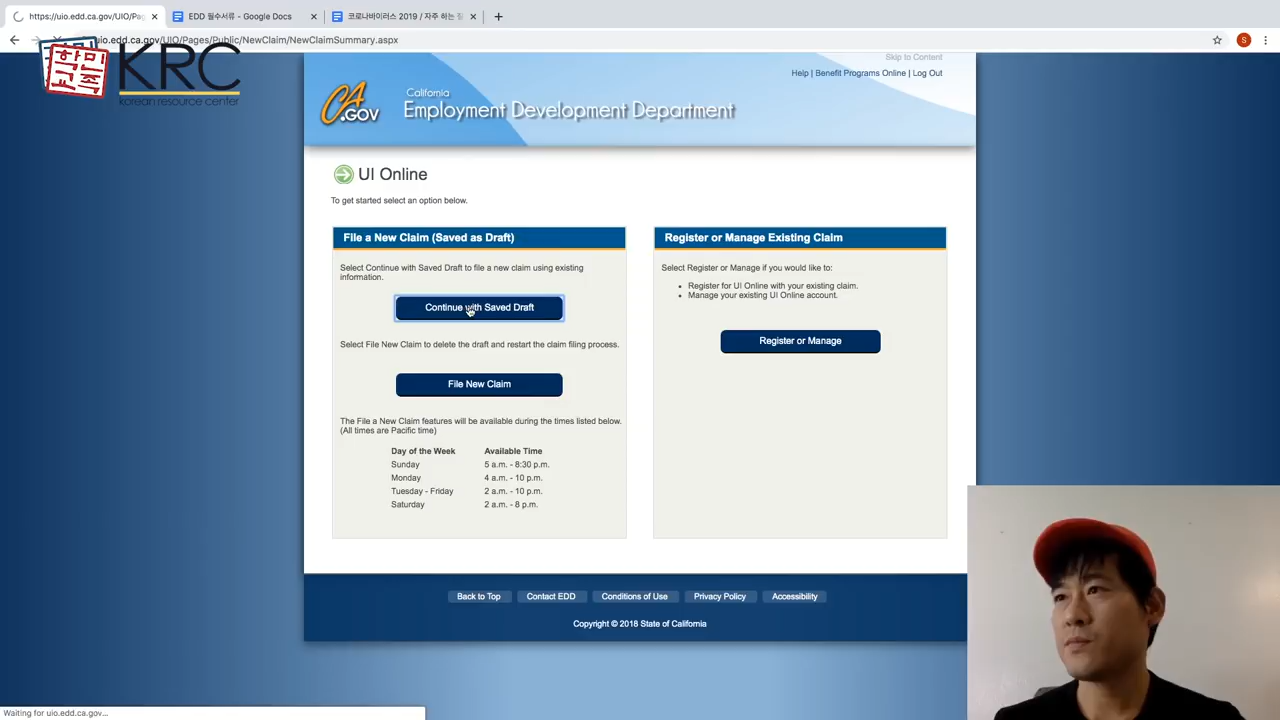 https://uio.edd.ca.gov/UIO/Pa
EDD 필수서류 - Google Docs
코로나바이러스 2019 / 자주 하는 질
uio.edd.ca.gov/UIO/Pages/Public/NewClaim/NewClaimSummary.aspx
S
한미
교족
KRC
korean resource center
Skip to Content
Help | Benefit Programs Online | Log Out
CA
.GOV
California
Employment Development Department
UI Online
To get started select an option below.
File a New Claim (Saved as Draft)
Select Continue with Saved Draft to file a new claim using existing
information.
Continue with Saved Draft
Select File New Claim to delete the draft and restart the claim filing process.
File New Claim
The File a New Claim features will be available during the times listed below.
(All times are Pacific time)
Day of the Week Available Time
Sunday 5 a.m. - 8:30 p.m.
Monday 4 a.m. - 10 p.m.
Tuesday - Friday 2 a.m. - 10 p.m.
Saturday 2 a.m. - 8 p.m.
Register or Manage Existing Claim
Select Register or Manage if you would like to:
Register for UI Online with your existing claim.
Manage your existing UI Online account.
Register or Manage
Back to Top Contact EDD Conditions of Use Privacy Policy Accessibility
Copyright © 2018 State of California
Waiting for uio.edd.ca.gov...